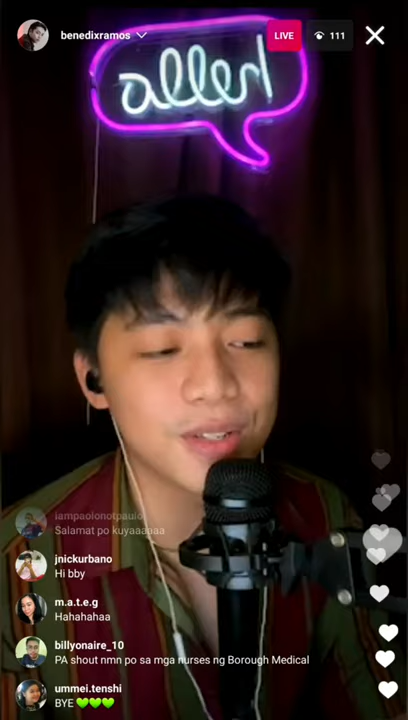 benedixramos
LIVE
111
aller
iampaolonotpaulo
Salamat po kuyaaaaaa
jnickurbano
Hi bby
m.a.t.e.g
Hahahahaa
billyonaire_10
PA shout nmn po sa mga nurses ng Borough Medical
ummei.tenshi
BYE 💚💚💚